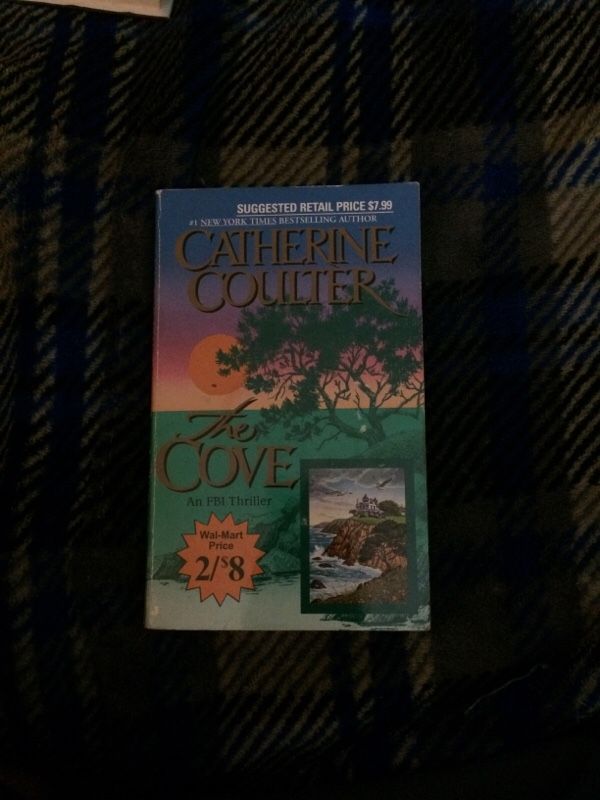 SUGGESTED RETAIL PRICE $7.99
#1 NEW YORK TIMES BESTSELLING AUTHOR
CATHERINE
COULTER
The
COVE
An FBI Thriller
Wal-Mart
Price
2/$8